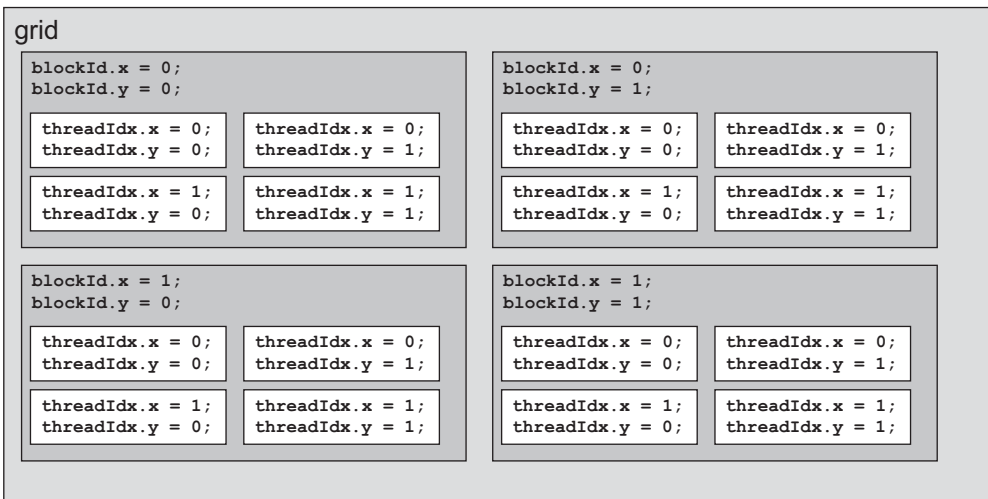 grid
blockId.x = 0;
blockId.y = 0;
threadIdx.x = 0;
threadIdx.y = 0;
threadIdx.x = 0;
threadIdx.y = 1;
threadIdx.x = 1;
threadIdx.y = 0;
threadIdx.x = 1;
threadIdx.y = 1;
blockId.x = 0;
blockId.y = 1;
threadIdx.x = 0;
threadIdx.y = 0;
threadIdx.x = 0;
threadIdx.y = 1;
threadIdx.x = 1;
threadIdx.y = 0;
threadIdx.x = 1;
threadIdx.y = 1;
blockId.x = 1;
blockId.y = 0;
threadIdx.x = 0;
threadIdx.y = 0;
threadIdx.x = 0;
threadIdx.y = 1;
threadIdx.x = 1;
threadIdx.y = 0;
threadIdx.x = 1;
threadIdx.y = 1;
blockId.x = 1;
blockId.y = 1;
threadIdx.x = 0;
threadIdx.y = 0;
threadIdx.x = 0;
threadIdx.y = 1;
threadIdx.x = 1;
threadIdx.y = 0;
threadIdx.x = 1;
threadIdx.y = 1;